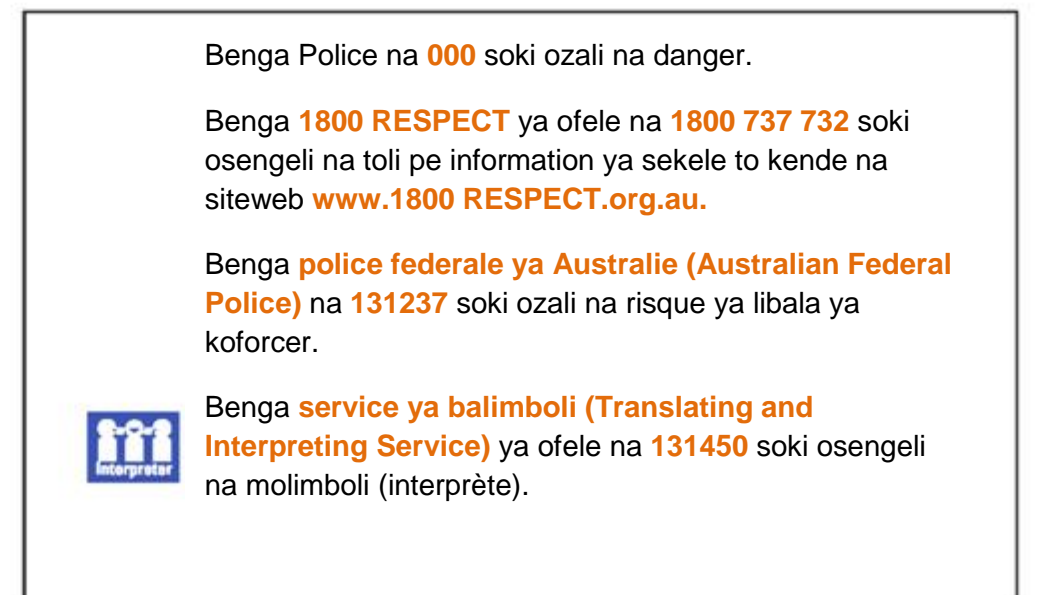 Benga Police na 000 soki ozali na danger.
Benga 1800 RESPECT ya ofele na 1800 737 732 soki
osengeli na toli pe information ya sekele to kende na
siteweb www.1800 RESPECT.org.au.
Benga police federale ya Australie (Australian Federal
Police) na 131237 soki ozali na risque ya libala ya
koforcer.
Benga service ya balimboli (Translating and
Interpreting Service) ya ofele na 131450 soki osengeli
na molimboli (interprète).
Interpreter